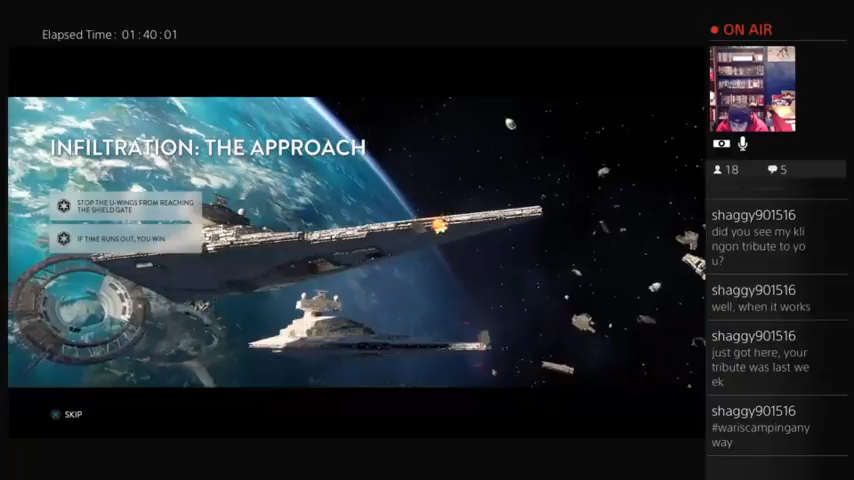 Elapsed Time: 01:40:01
ON AIR
INFILTRATION: THE APPROACH
STOP THE U-WINGS FROM REACHING
THE SHIELD GATE
IF TIME RUNS OUT, YOU WIN
SKIP
18
5
shaggy901516
did you see my kli
ngon tribute to yo
u?
shaggy901516
well, when it works
shaggy901516
just got here, your
tribute was last we
ek
shaggy901516
#wariscampingany
way